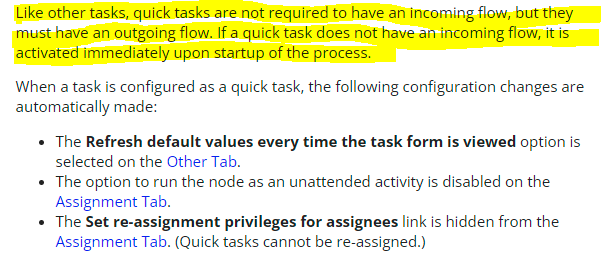 Like other tasks, quick tasks are not required to have an incoming flow, but they
must have an outgoing flow. If a quick task does not have an incoming flow, it is
activated immediately upon startup of the process.
When a task is configured as a quick task, the following configuration changes are
automatically made:
• The Refresh default values every time the task form is viewed option is
selected on the Other Tab.
• The option to run the node as an unattended activity is disabled on the
Assignment Tab.
• The Set re-assignment privileges for assignees link is hidden from the
Assignment Tab. (Quick tasks cannot be re-assigned.)